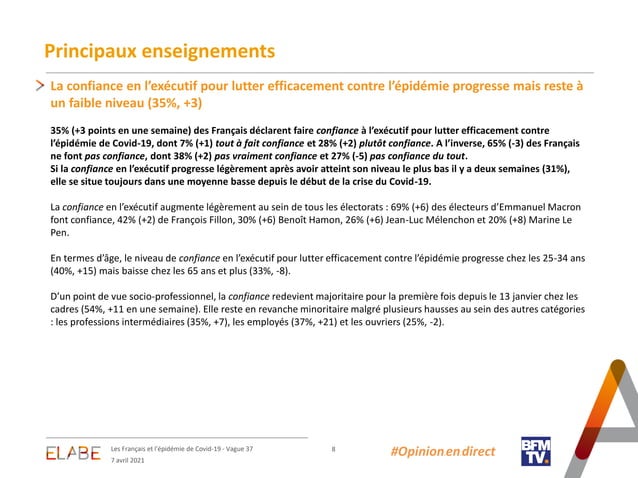 Principaux enseignements
La confiance en l’exécutif pour lutter efficacement contre l’épidémie progresse mais reste à
un faible niveau (35%, +3)
35% (+3 points en une semaine) des Français déclarent faire confiance à l’exécutif pour lutter efficacement contre
l’épidémie de Covid-19, dont 7% (+1) tout à fait confiance et 28% (+2) plutôt confiance. A l’inverse, 65% (-3) des Français
ne font pas confiance, dont 38% (+2) pas vraiment confiance et 27% (-5) pas confiance du tout.
Si la confiance en l’exécutif progresse légèrement après avoir atteint son niveau le plus bas il y a deux semaines (31%),
elle se situe toujours dans une moyenne basse depuis le début de la crise du Covid-19.
La confiance en l’exécutif augmente légèrement au sein de tous les électorats : 69% (+6) des électeurs d’Emmanuel Macron
font confiance, 42% (+2) de François Fillon, 30% (+6) Benoît Hamon, 26% (+6) Jean-Luc Mélenchon et 20% (+8) Marine Le
Pen.
En termes d’âge, le niveau de confiance en l’exécutif pour lutter efficacement contre l’épidémie progresse chez les 25-34 ans
(40%, +15) mais baisse chez les 65 ans et plus (33%, -8).
D’un point de vue socio-professionnel, la confiance redevient majoritaire pour la première fois depuis le 13 janvier chez les
cadres (54%, +11 en une semaine). Elle reste en revanche minoritaire malgré plusieurs hausses au sein des autres catégories
: les professions intermédiaires (35%, +7), les employés (37%, +21) et les ouvriers (25%, -2).
ELABE
Les Français et l'épidémie de Covid-19 - Vague 37
7 avril 2021
8
#Opinion en direct
BFM
TV.